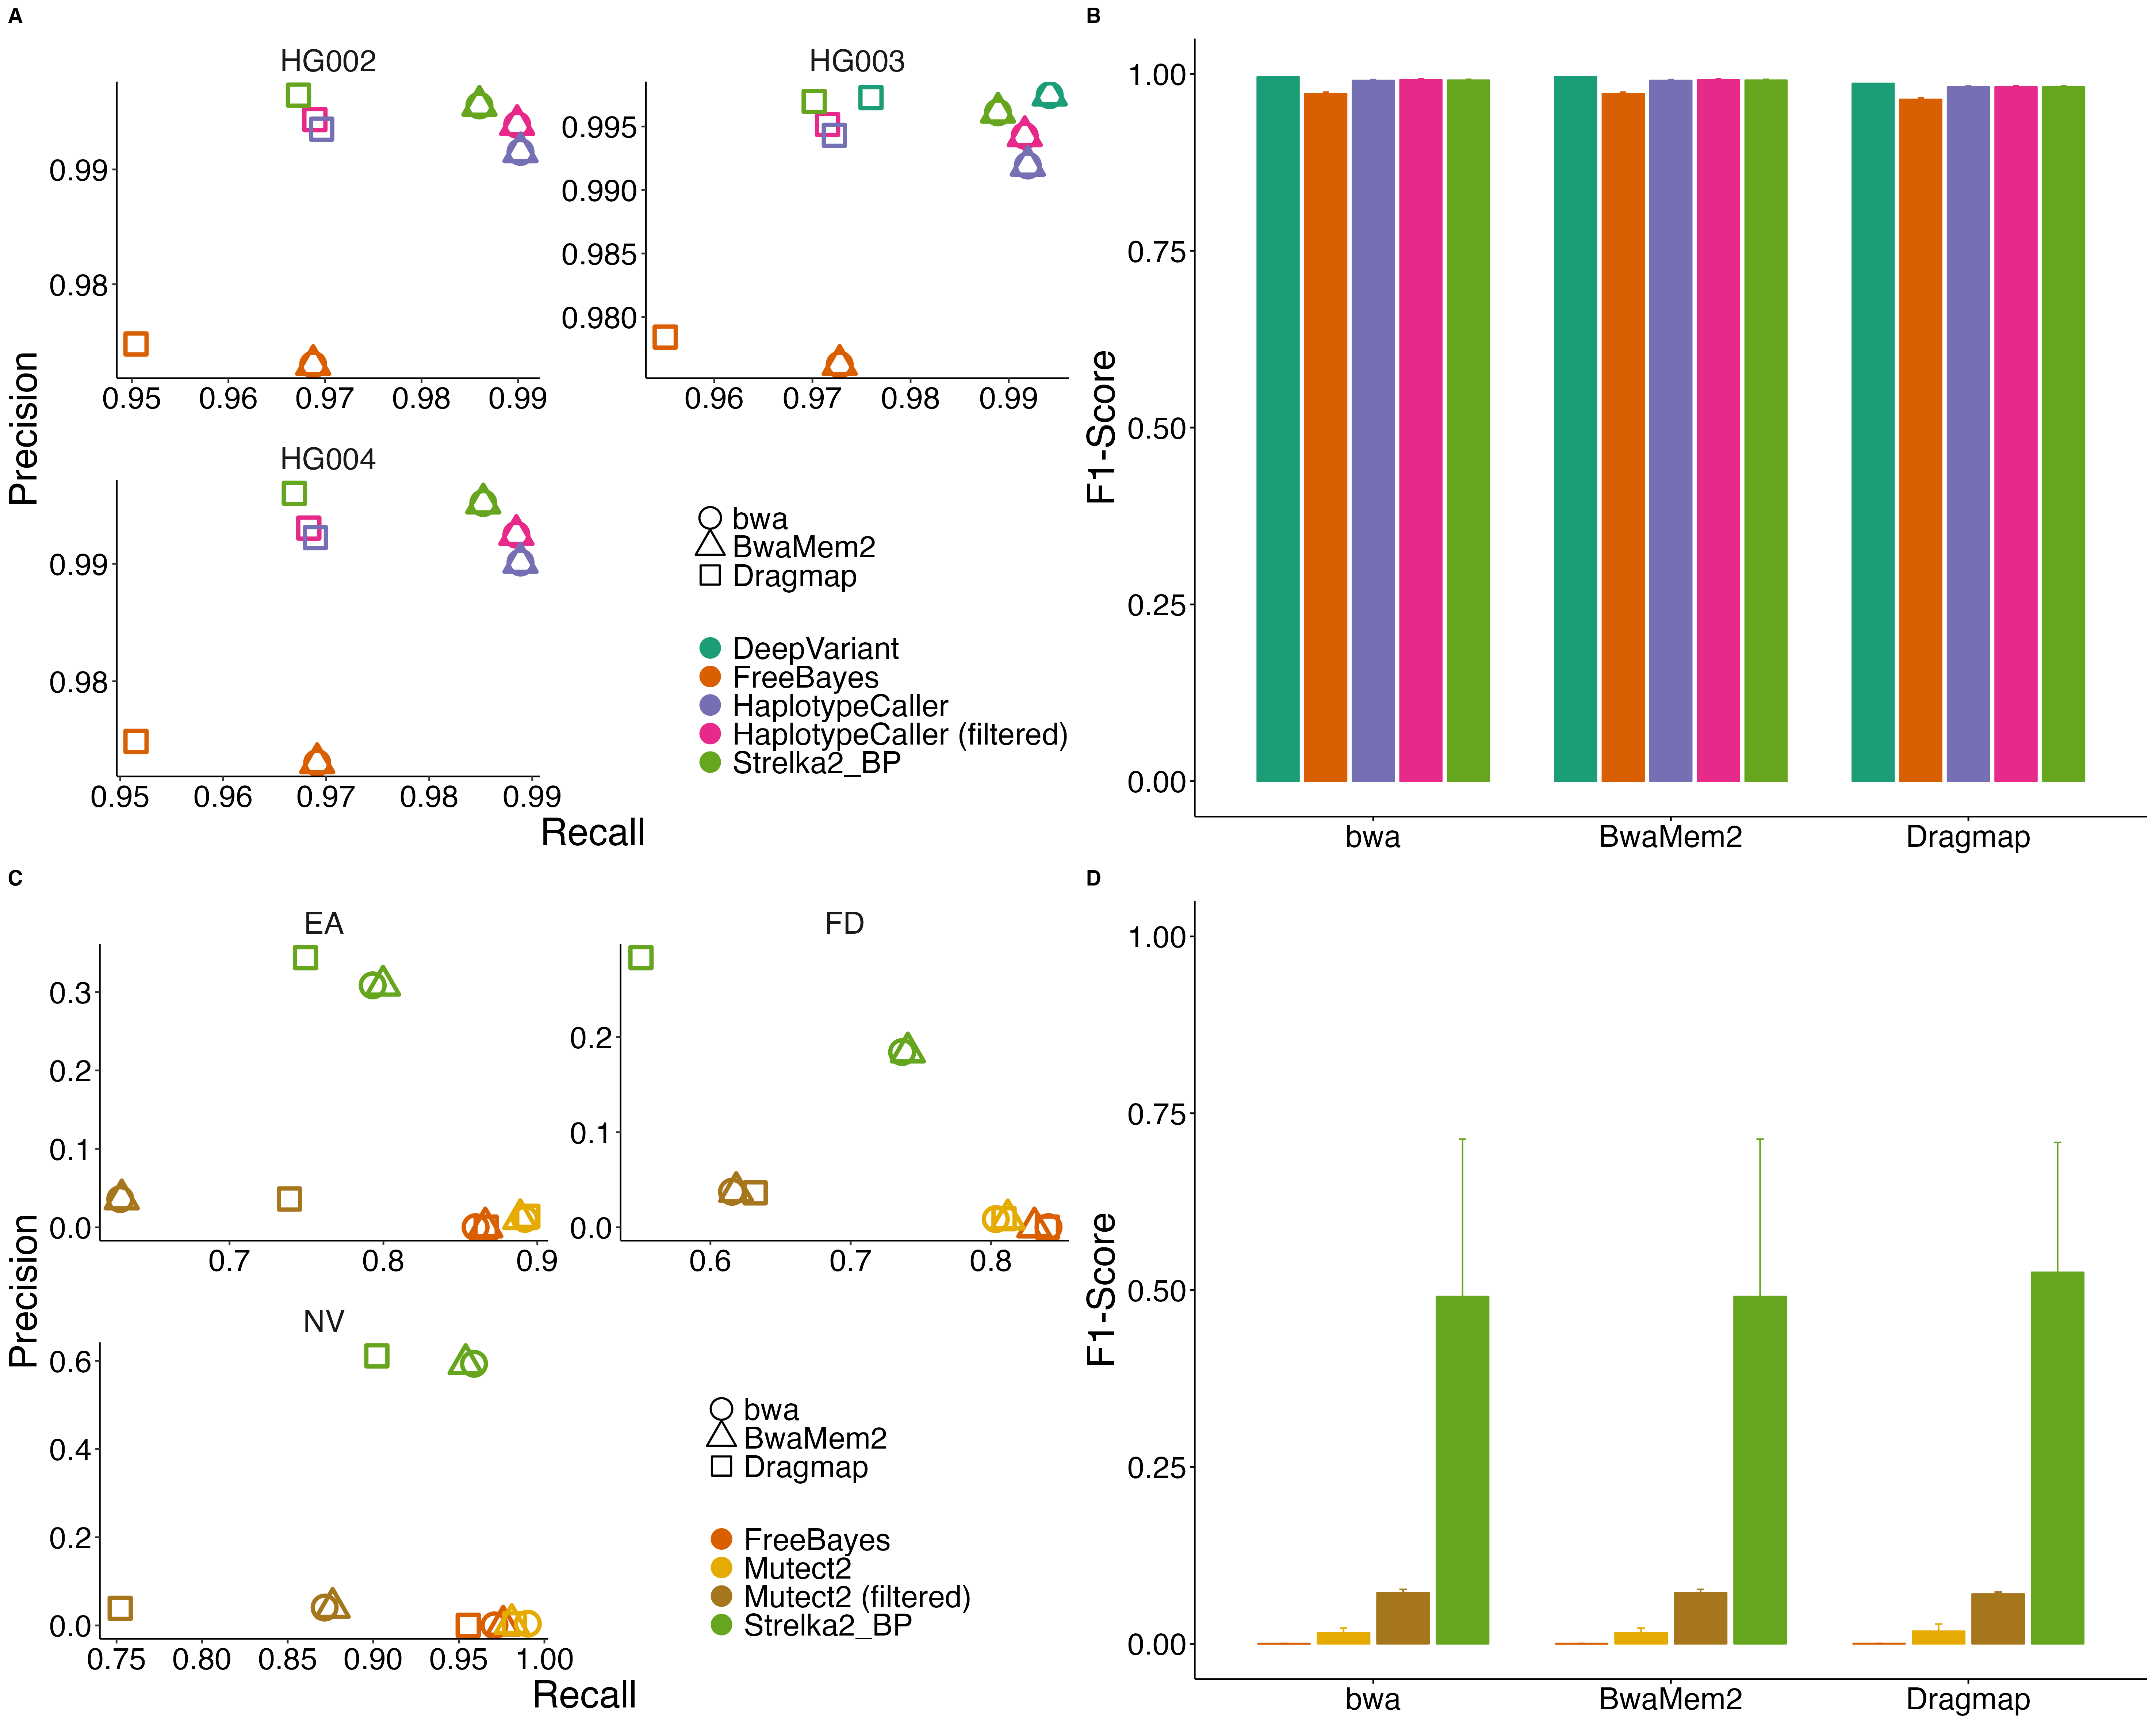 A
HG002
HG003
Precision
0.99
0.98
0.95 0.96 0.97 0.98 0.99
0.995
0.990
0.985
0.980
0.96 0.97 0.98 0.99
HG004
0.99
0.98
0.95 0.96 0.97 0.98 0.99
Recall
bwa
BwaMem2
Dragmap
DeepVariant
FreeBayes
HaplotypeCaller
HaplotypeCaller (filtered)
Strelka2_BP
B
F1-Score
1.00
0.75
0.50
0.25
0.00
bwa BwaMem2 Dragmap
C
EA
FD
Precision
0.3
0.2
0.1
0.0
0.7 0.8 0.9
0.2
0.1
0.0
0.6 0.7 0.8
NV
0.6
0.4
0.2
0.0
0.75 0.80 0.85 0.90 0.95 1.00
Recall
bwa
BwaMem2
Dragmap
FreeBayes
Mutect2
Mutect2 (filtered)
Strelka2_BP
D
F1-Score
1.00
0.75
0.50
0.25
0.00
bwa BwaMem2 Dragmap